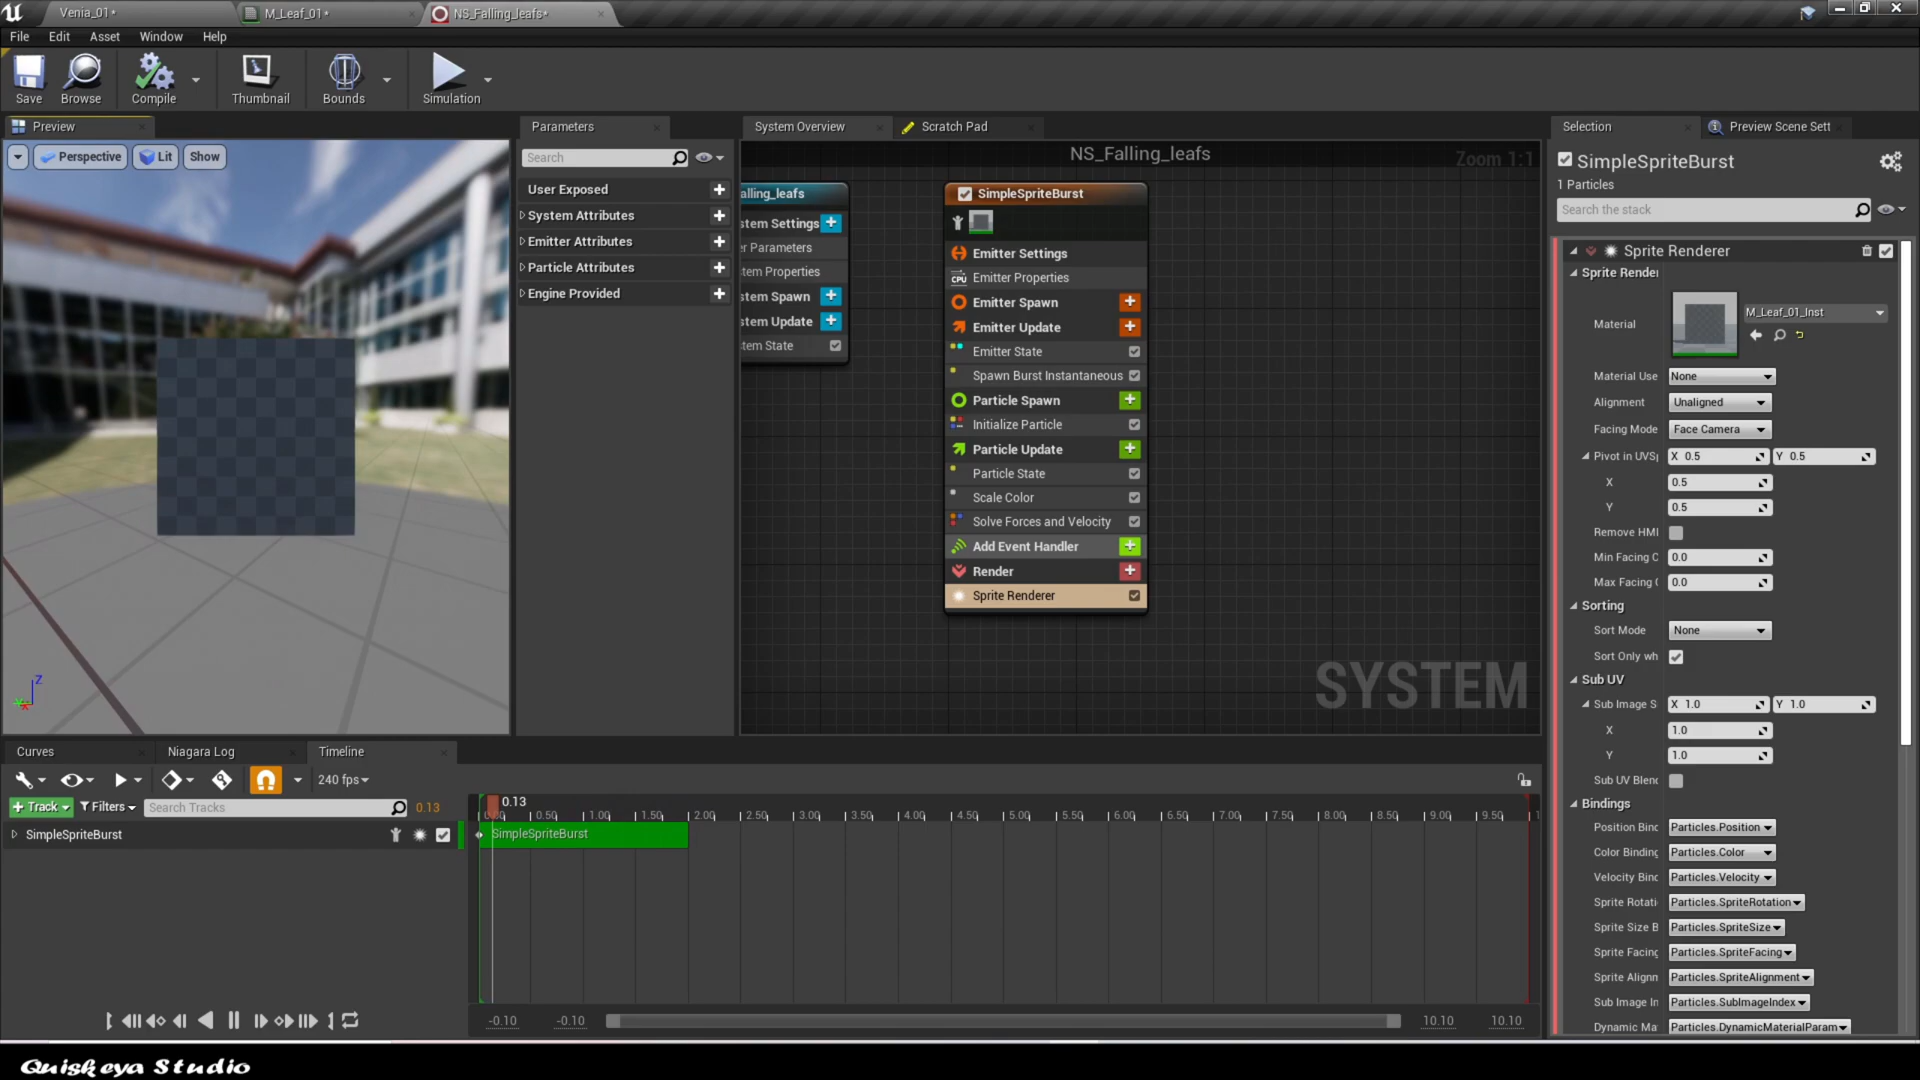 Venia_01*
M_Leaf_01*
NS_Falling_leafs*
File Edit Asset Window Help
Save
Browse
Compile
Thumbnail
Bounds
Simulation
Preview
Perspective
Lit
Show
Parameters
Search
User Exposed
System Attributes
Emitter Attributes
Particle Attributes
Engine Provided
System Overview
Scratch Pad
NS_Falling_leafs
Zoom 1:1
alling_leafs
stem Settings
er Parameters
tem Properties
stem Spawn
stem Update
tem State
SimpleSpriteBurst
Emitter Settings
CPU
Emitter Properties
Emitter Spawn
Emitter Update
Emitter State
Spawn Burst Instantaneous
Particle Spawn
Initialize Particle
Particle Update
Particle State
Scale Color
Solve Forces and Velocity
Add Event Handler
Render
Sprite Renderer
SYSTEM
Selection
Preview Scene Sett
SimpleSpriteBurst
1 Particles
Search the stack
Sprite Renderer
Sprite Render
Material
M_Leaf_01_Inst
Material Use None
Alignment Unaligned
Facing Mode Face Camera
Pivot in UVSp X 0.5 Y 0.5
X 0.5
Y 0.5
Remove HMI
Min Facing C 0.0
Max Facing C 0.0
Sorting
Sort Mode None
Sort Only wh
Sub UV
Sub Image S X 1.0 Y 1.0
X 1.0
Y 1.0
Sub UV Blend
Bindings
Position Binc Particles.Position
Color Binding Particles.Color
Velocity Binc Particles.Velocity
Sprite Rotati Particles.SpriteRotation
Sprite Size B Particles.SpriteSize
Sprite Facing Particles.SpriteFacing
Sprite Alignn Particles.SpriteAlignment
Sub Image In Particles.SubImageIndex
Dynamic Ma Particles.DynamicMaterialParam
Z
Curves
Niagara Log
Timeline
240 fps
Track
Filters
Search Tracks
0.13
SimpleSpriteBurst
0.13
0.50 1.00 1.50 2.00 2.50 3.00 3.50 4.00 4.50 5.00 5.50 6.00 6.50 7.00 7.50 8.00 8.50 9.00 9.50
SimpleSpriteBurst
-0.10 -0.10 10.10 10.10
Quiskeya Studio